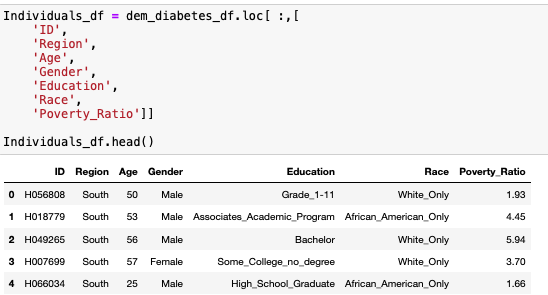 Individuals_df = dem_diabetes_df.loc[ :,[
'ID',
'Region',
'Age',
'Gender',
'Education',
'Race',
'Poverty_Ratio']]
Individuals_df.head()
ID Region Age Gender Education Race Poverty_Ratio
0 H056808 South 50 Male Grade_1-11 White_Only 1.93
1 H018779 South 53 Male Associates_Academic_Program African_American_Only 4.45
2 H049265 South 56 Male Bachelor White_Only 5.94
3 H007699 South 57 Female Some_College_no_degree White_Only 3.70
4 H066034 South 25 Male High_School_Graduate African_American_Only 1.66